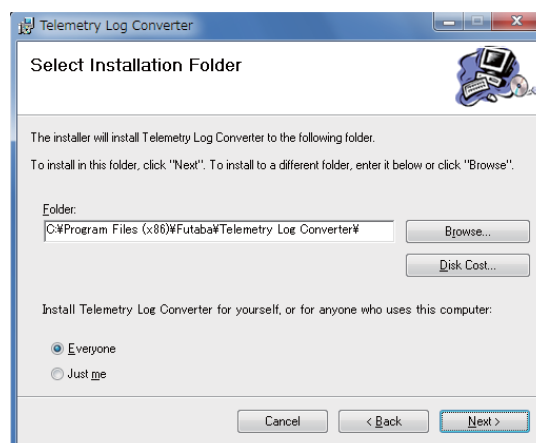 Telemetry Log Converter
Select Installation Folder
The installer will install Telemetry Log Converter to the following folder.
To install in this folder, click "Next". To install to a different folder, enter it below or click "Browse".
Folder:
C:¥Program Files (x86)¥Futaba¥Telemetry Log Converter¥
Browse...
Disk Cost...
Install Telemetry Log Converter for yourself, or for anyone who uses this computer:
Everyone
Just me
Cancel < Back Next >